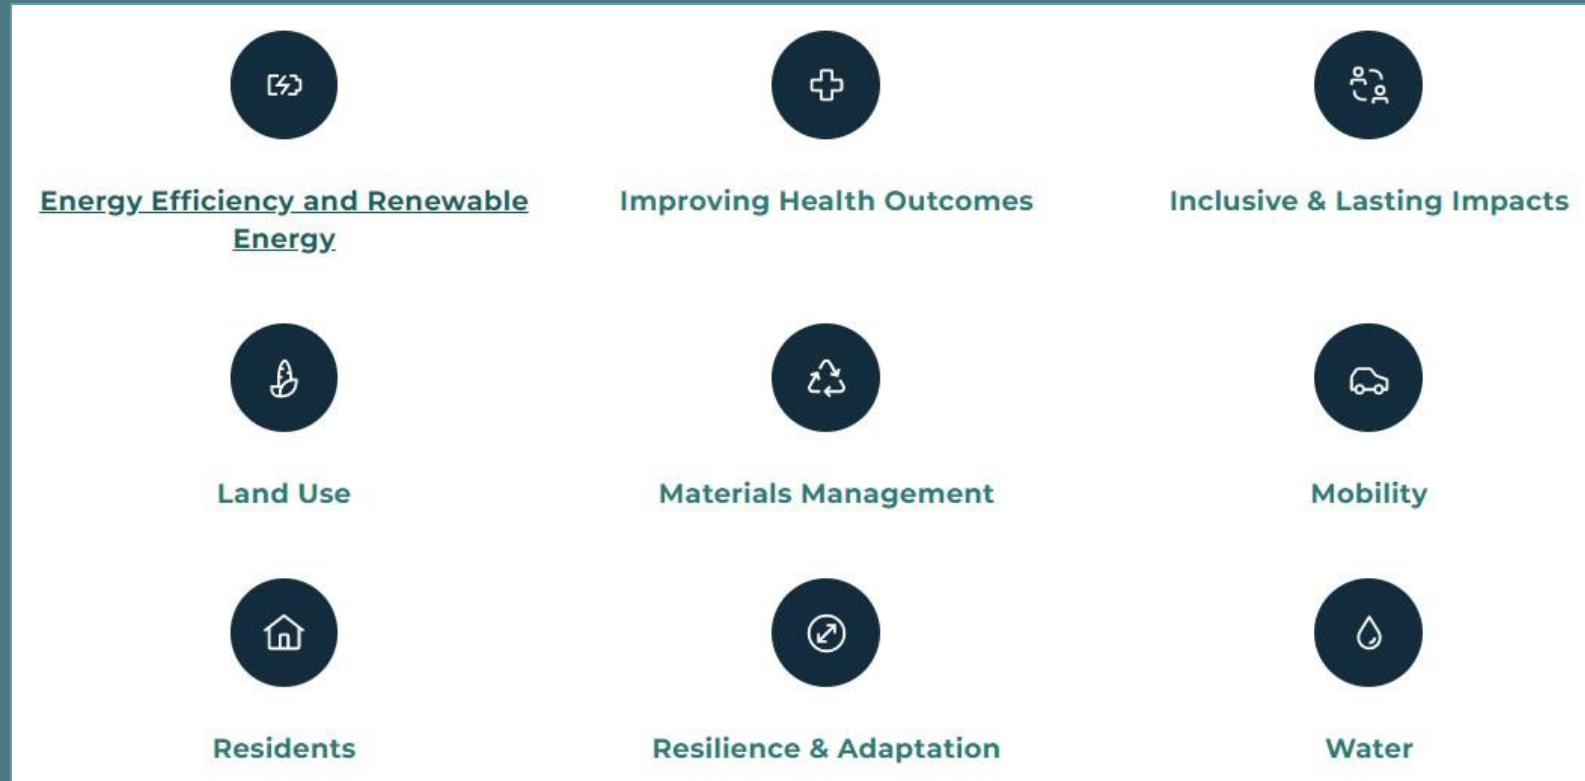 Energy Efficiency and Renewable
Energy
Improving Health Outcomes
Inclusive & Lasting Impacts
Land Use
Materials Management
Mobility
Residents
Resilience & Adaptation
Water